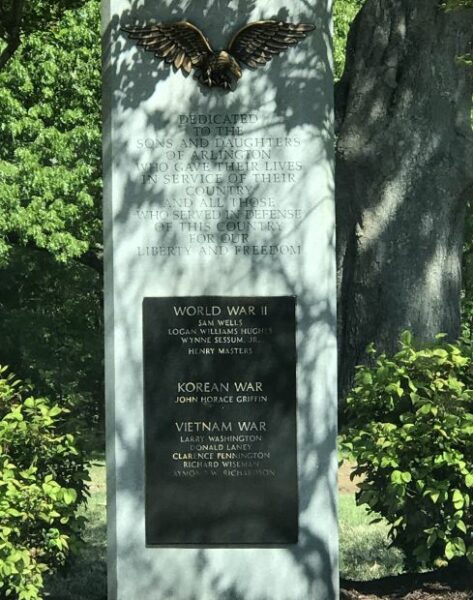 DEDICATED
TO THE
SONS AND DAUGHTERS
OF ARLINGTON
WHO GAVE THEIR LIVES
IN SERVICE OF THEIR
COUNTRY
AND ALL THOSE
WHO SERVED IN DEFENSE
OF THIS COUNTRY
FOR OUR
LIBERTY AND FREEDOM
WORLD WAR II
SAM WELLS
LOGAN WILLIAMS HUGHES
WYNNE SESSUM, JR.
HENRY MASTERS
KOREAN WAR
JOHN HORACE GRIFFIN
VIETNAM WAR
LARRY WASHINGTON
DONALD LANEY
CLARENCE PENNINGTON
RICHARD WISEMAN
RAYMOND W. RICHARDSON